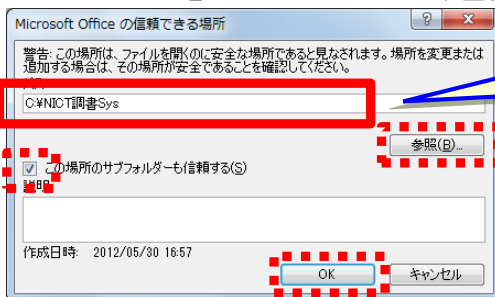 Microsoft Office の信頼できる場所
警告: この場所は、ファイルを開くのに安全な場所であると見なされます。場所を変更または
追加する場合は、その場所が安全であることを確認してください。
C:¥NICT調書Sys
参照(B)...
この場所のサブフォルダーも信頼する(S)
説明
作成日時: 2012/05/30 16:57
OK キャンセル